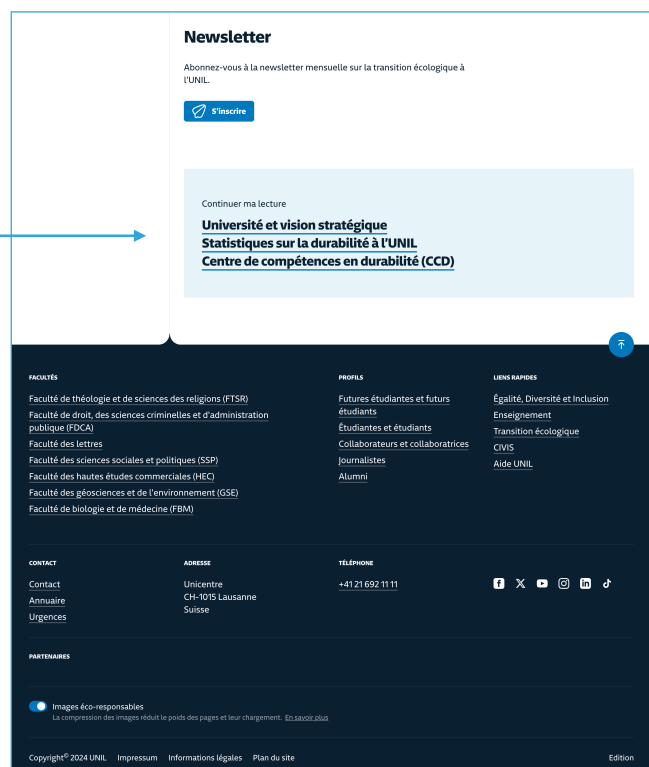 Newsletter
Abonnez-vous à la newsletter mensuelle sur la transition écologique à
l'UNIL.
S'inscrire
Continuer ma lecture
Université et vision stratégique
Statistiques sur la durabilité à l'UNIL
Centre de compétences en durabilité (CCD)
FACULTÉS
Faculté de théologie et de sciences des religions (FTSR)
Faculté de droit, des sciences criminelles et d'administration
publique (FDCA)
Faculté des lettres
Faculté des sciences sociales et politiques (SSP)
Faculté des hautes études commerciales (HEC)
Faculté des géosciences et de l'environnement (GSE)
Faculté de biologie et de médecine (FBM)
PROFILS
Futures étudiantes et futurs
étudiants
Étudiantes et étudiants
Collaborateurs et collaboratrices
Journalistes
Alumni
LIENS RAPIDES
Égalité, Diversité et Inclusion
Enseignement
Transition écologique
CIVIS
Aide UNIL
CONTACT
Contact
Annuaire
Urgences
ADRESSE
Unicentre
CH-1015 Lausanne
Suisse
TÉLÉPHONE
+41 21 692 11 11
PARTENAIRES
Images éco-responsables
La compression des images réduit le poids des pages et leur chargement. En savoir plus
Copyright© 2024 UNIL Impressum Informations légales Plan du site Edition